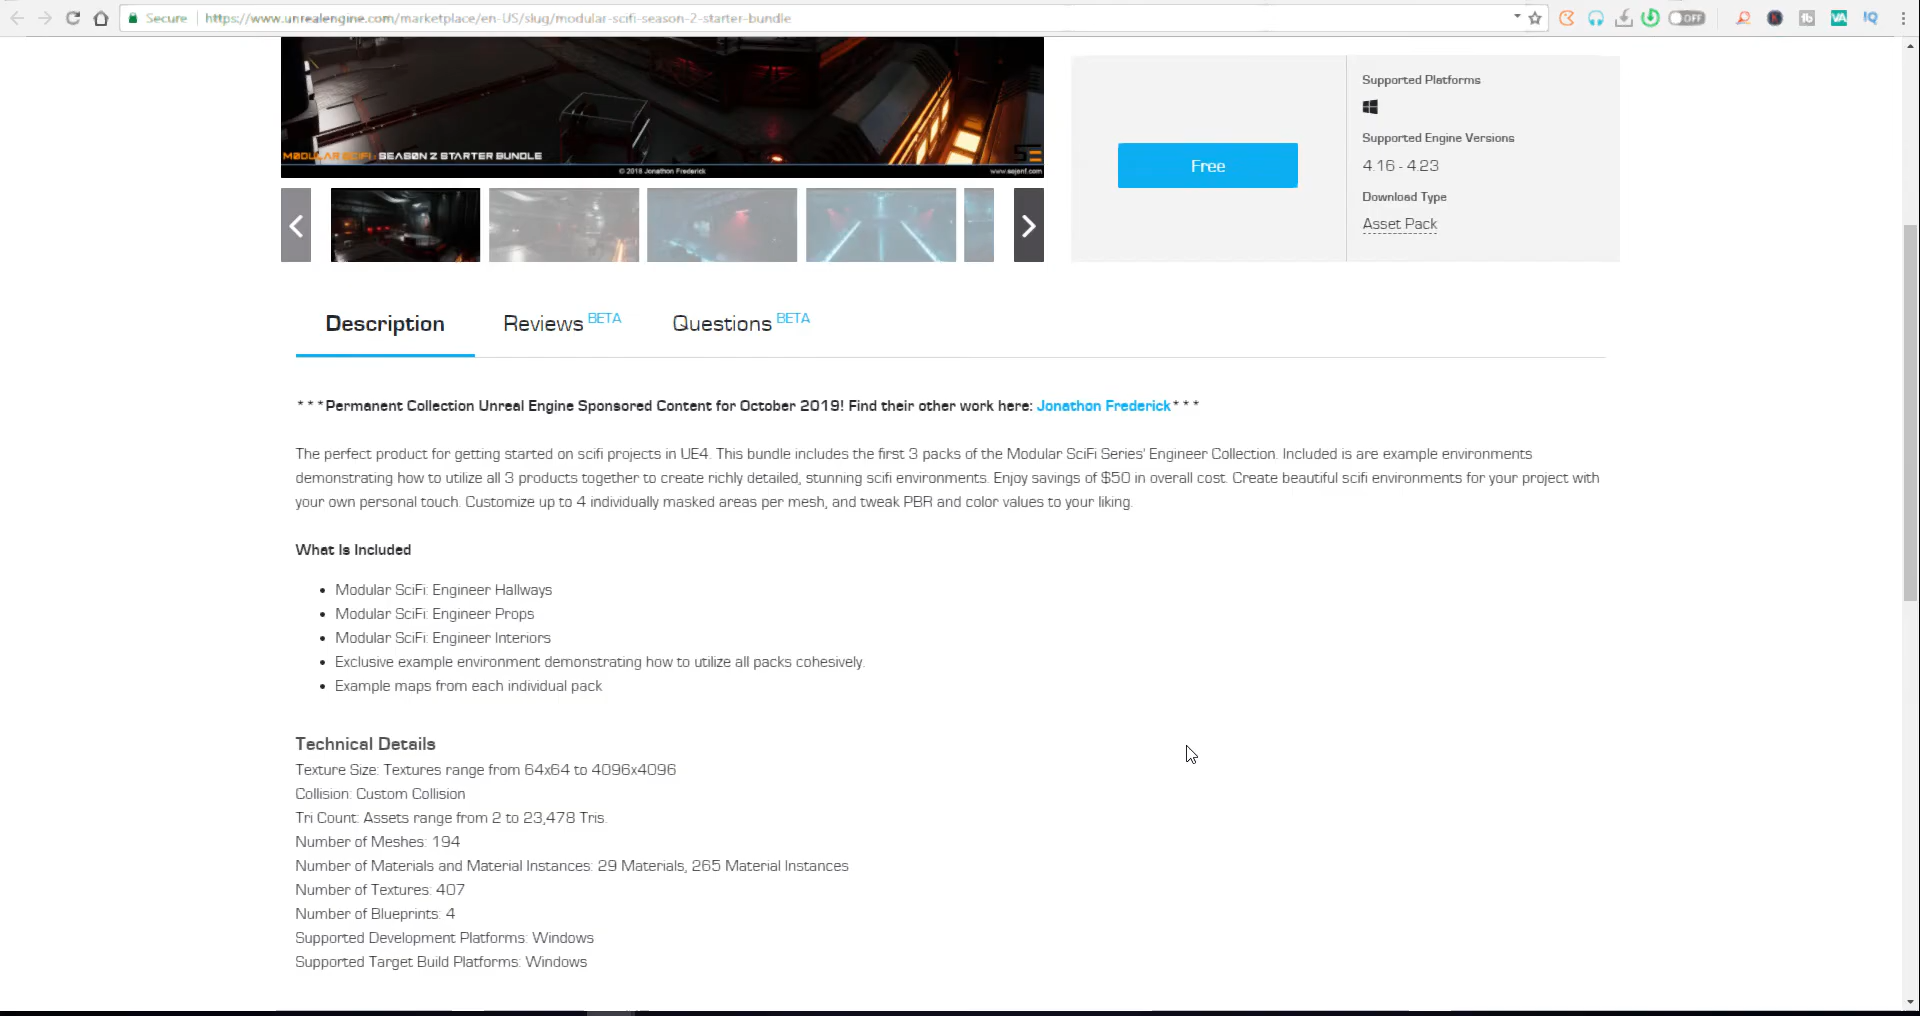 Secure https://www.unrealengine.com/marketplace/en-US/slug/modular-scifi-season-2-starter-bundle
OFF
fb
VA
IQ
MODULAR SCIFI: SEASON 2 STARTER BUNDLE
© 2018 Jonathon Frederick
www.sejenf.com
Free
Supported Platforms
Supported Engine Versions
4.16 - 4.23
Download Type
Asset Pack
Description
Reviews BETA
Questions BETA
***Permanent Collection Unreal Engine Sponsored Content for October 2019! Find their other work here: Jonathon Frederick***
The perfect product for getting started on scifi projects in UE4. This bundle includes the first 3 packs of the Modular SciFi Series' Engineer Collection. Included is are example environments
demonstrating how to utilize all 3 products together to create richly detailed, stunning scifi environments. Enjoy savings of $50 in overall cost. Create beautiful scifi environments for your project with
your own personal touch. Customize up to 4 individually masked areas per mesh, and tweak PBR and color values to your liking.
What Is Included
• Modular SciFi: Engineer Hallways
• Modular SciFi: Engineer Props
• Modular SciFi: Engineer Interiors
• Exclusive example environment demonstrating how to utilize all packs cohesively.
• Example maps from each individual pack
Technical Details
Texture Size: Textures range from 64x64 to 4096x4096
Collision: Custom Collision
Tri Count: Assets range from 2 to 23,478 Tris.
Number of Meshes: 194
Number of Materials and Material Instances: 29 Materials, 265 Material Instances
Number of Textures: 407
Number of Blueprints: 4
Supported Development Platforms: Windows
Supported Target Build Platforms: Windows